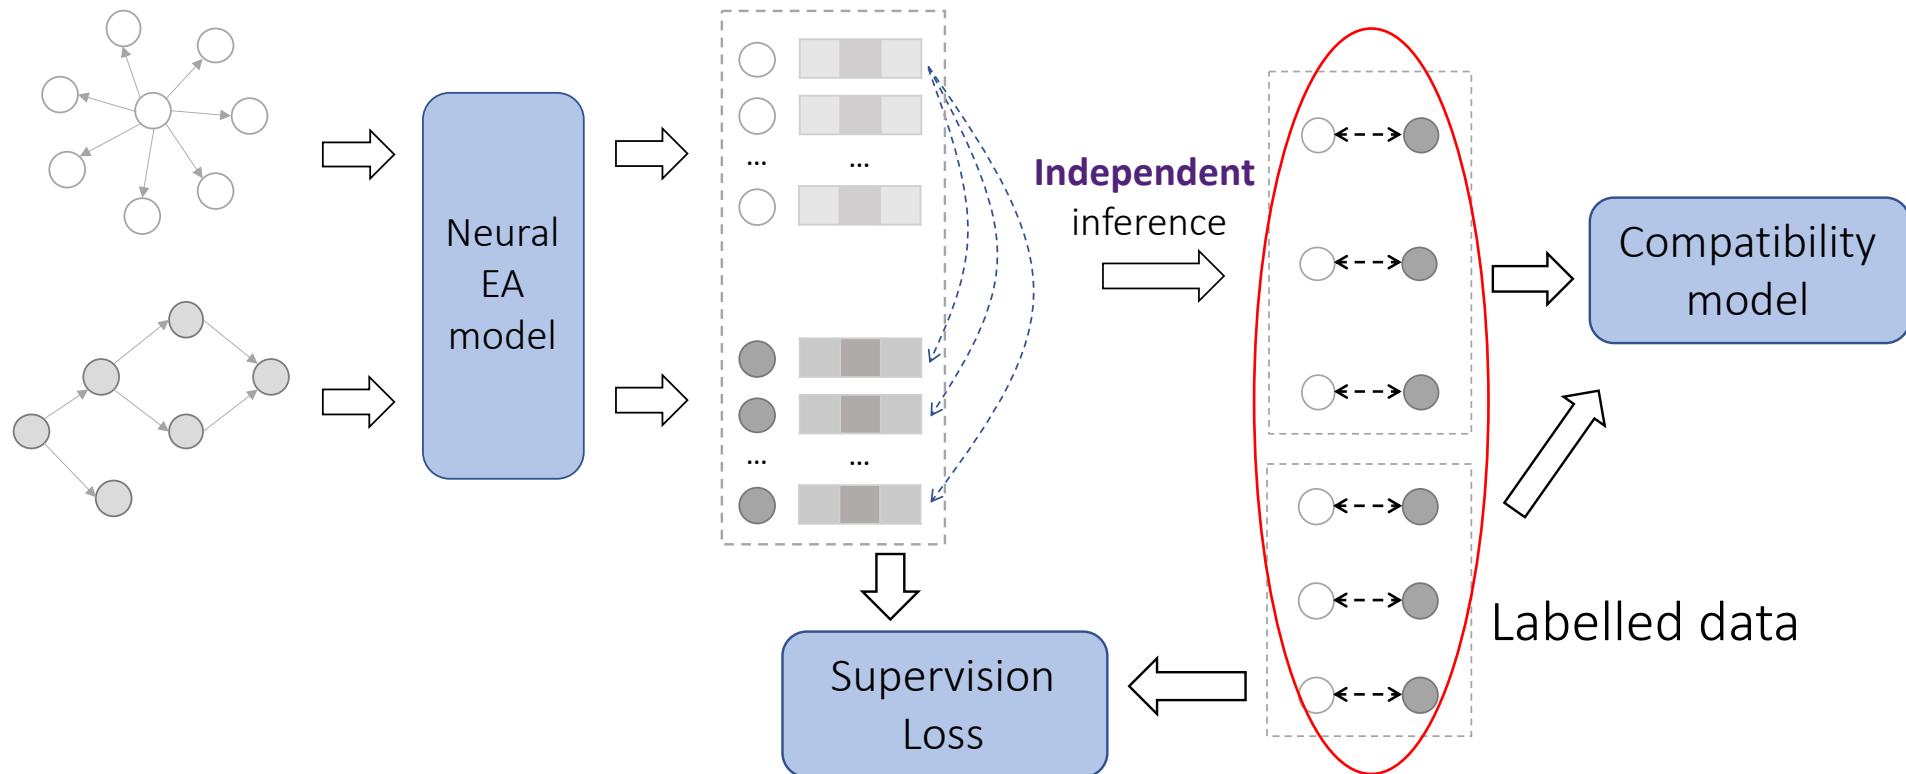 Neural
EA
model
...
...
...
...
Independent
inference
Compatibility
model
Labelled data
Supervision
Loss